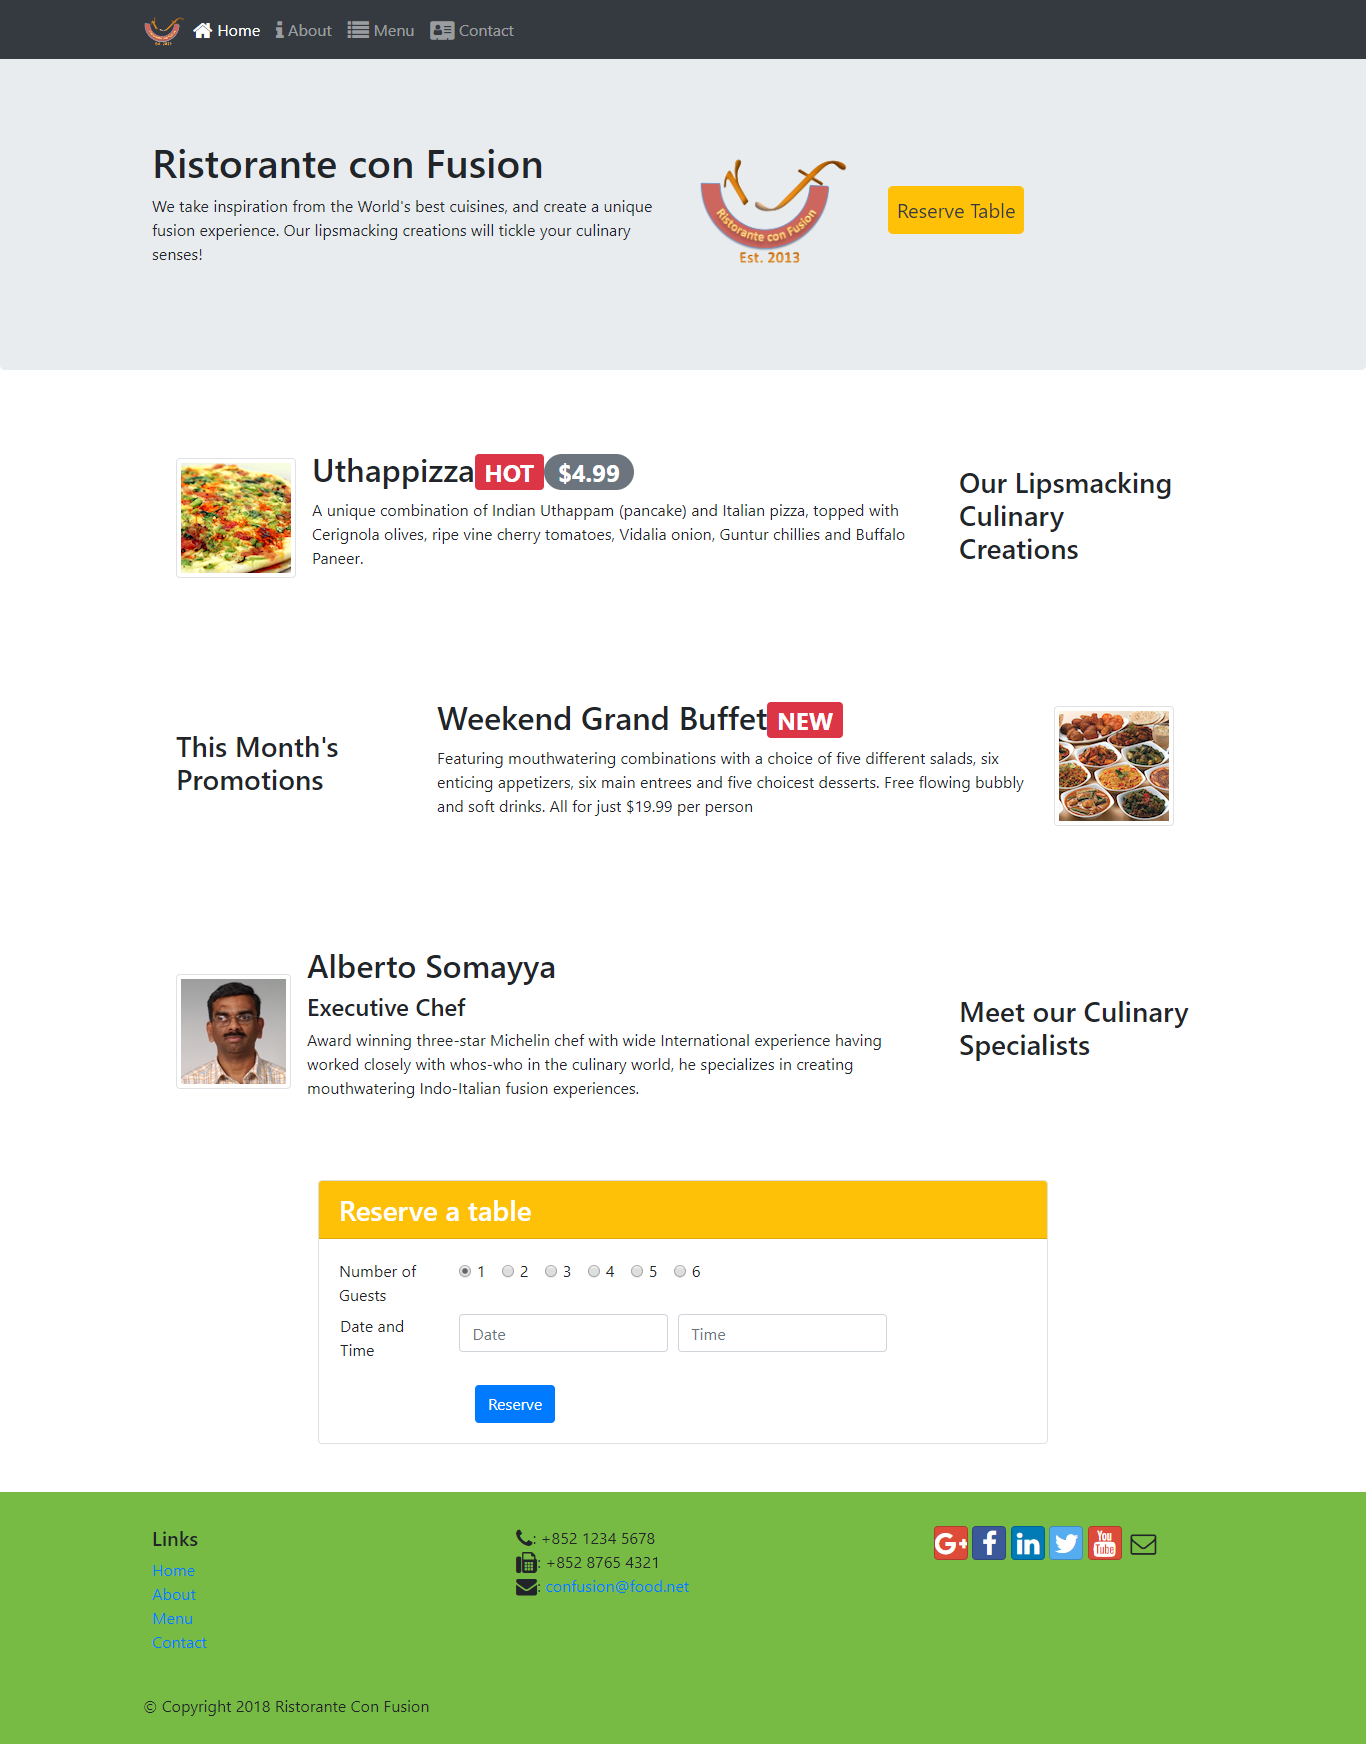 Home About Menu Contact
Ristorante con Fusion
We take inspiration from the World's best cuisines, and create a unique
fusion experience. Our lipsmacking creations will tickle your culinary
senses!
Ristorante con Fusion
Est. 2013
Reserve Table
Uthappizza HOT $4.99
A unique combination of Indian Uthappam (pancake) and Italian pizza, topped with
Cerignola olives, ripe vine cherry tomatoes, Vidalia onion, Guntur chillies and Buffalo
Paneer.
Our Lipsmacking
Culinary
Creations
This Month's
Promotions
Weekend Grand Buffet NEW
Featuring mouthwatering combinations with a choice of five different salads, six
enticing appetizers, six main entrees and five choicest desserts. Free flowing bubbly
and soft drinks. All for just $19.99 per person
Alberto Somayya
Executive Chef
Award winning three-star Michelin chef with wide International experience having
worked closely with whos-who in the culinary world, he specializes in creating
mouthwatering Indo-Italian fusion experiences.
Meet our Culinary
Specialists
Reserve a table
Number of
Guests
1 2 3 4 5 6
Date and
Time
Date
Time
Reserve
Links
Home
About
Menu
Contact
: +852 1234 5678
: +852 8765 4321
: confusion@food.net
G+ f in You Tube
© Copyright 2018 Ristorante Con Fusion